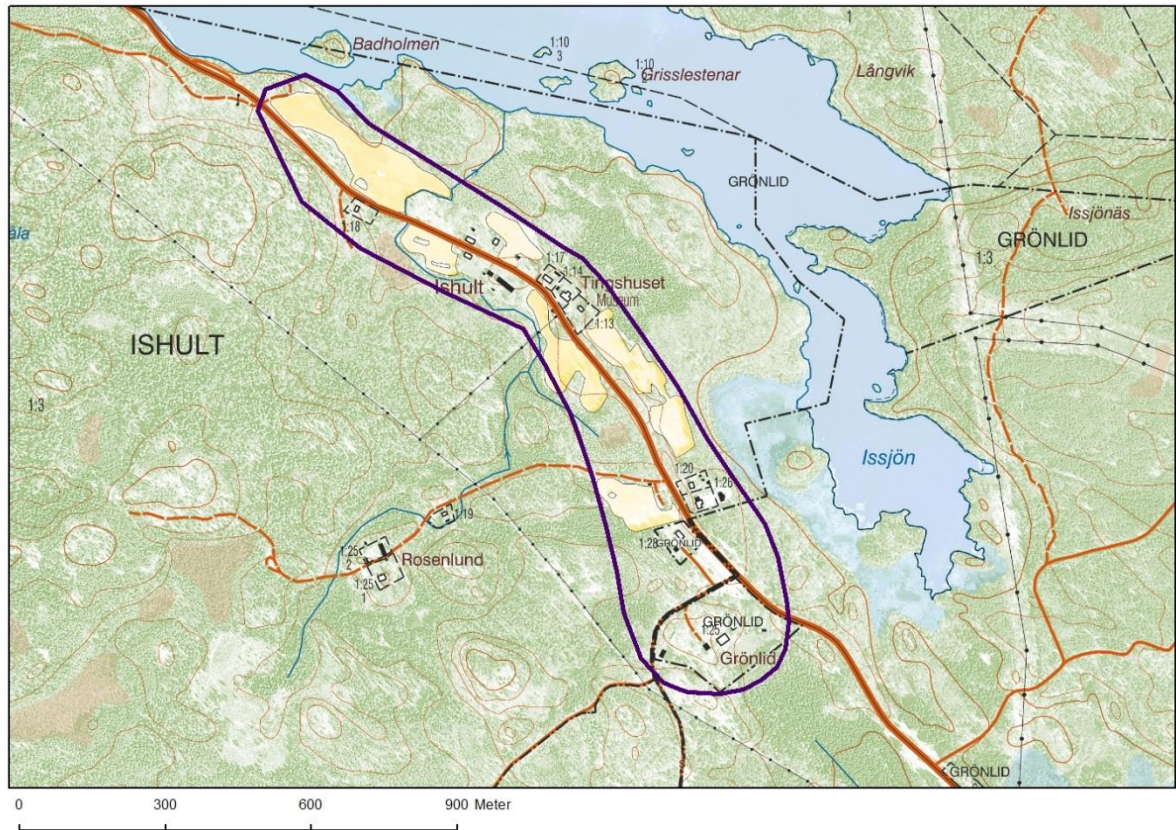 Badholmen
1:10
3
1:10
Grisslestenar
1
Långvik
GRÖNLID
Issjönäs
GRÖNLID
1:3
1:18
1:17
1:14
Ishult
Tingshuset
Museum
1:13
ISHULT
1:3
Issjön
1:20
1:26
1:19
1:28
GRÖNLID
1:25
2
Rosenlund
1:25
1
GRÖNLID
1:25
Grönlid
GRÖNLID
0 300 600 900 Meter